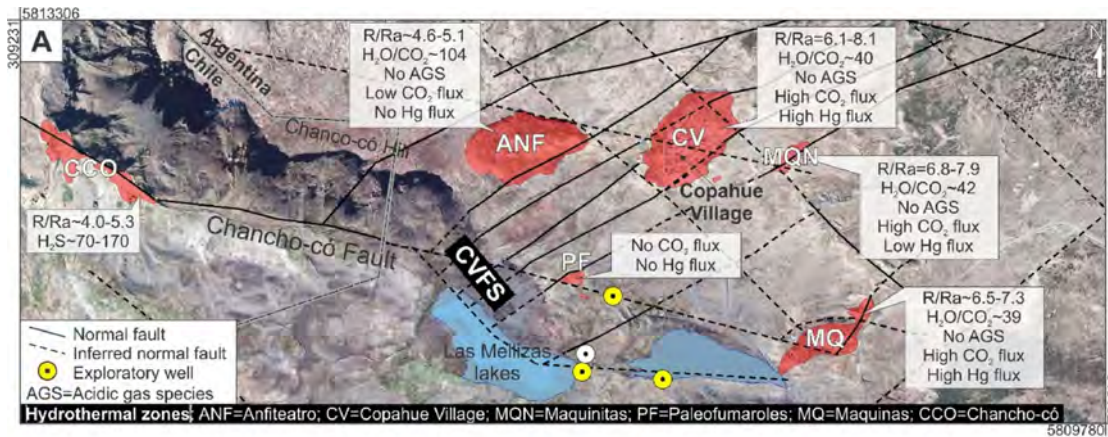 5813306
309231
A
Argentina
Chile
N
R/Ra~4.6-5.1
H₂O/CO₂~104
No AGS
Low CO₂ flux
No Hg flux
R/Ra=6.1-8.1
H₂O/CO₂~40
No AGS
High CO₂ flux
High Hg flux
Chanco-có Hill
ANF
CV
MQN
CCO
Copahue
Village
R/Ra=6.8-7.9
H₂O/CO₂~42
No AGS
High CO₂ flux
Low Hg flux
R/Ra~4.0-5.3
H₂S~70-170
Chancho-có Fault
CVFS
PF
No CO₂ flux
No Hg flux
R/Ra~6.5-7.3
H₂O/CO₂~39
No AGS
High CO₂ flux
High Hg flux
MQ
Las Mellizas
lakes
Normal fault
Inferred normal fault
Exploratory well
AGS=Acidic gas species
Hydrothermal zones; ANF=Anfiteatro; CV=Copahue Village; MQN=Maquinitas; PF=Paleofumaroles; MQ=Maquinas; CCO=Chancho-có
5809780